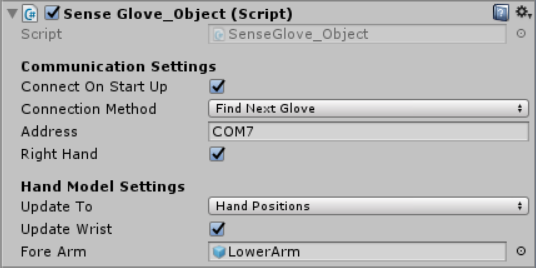 Sense Glove_Object (Script)
Script SenseGlove_Object
Communication Settings
Connect On Start Up
Connection Method Find Next Glove
Address COM7
Right Hand
Hand Model Settings
Update To Hand Positions
Update Wrist
Fore Arm LowerArm